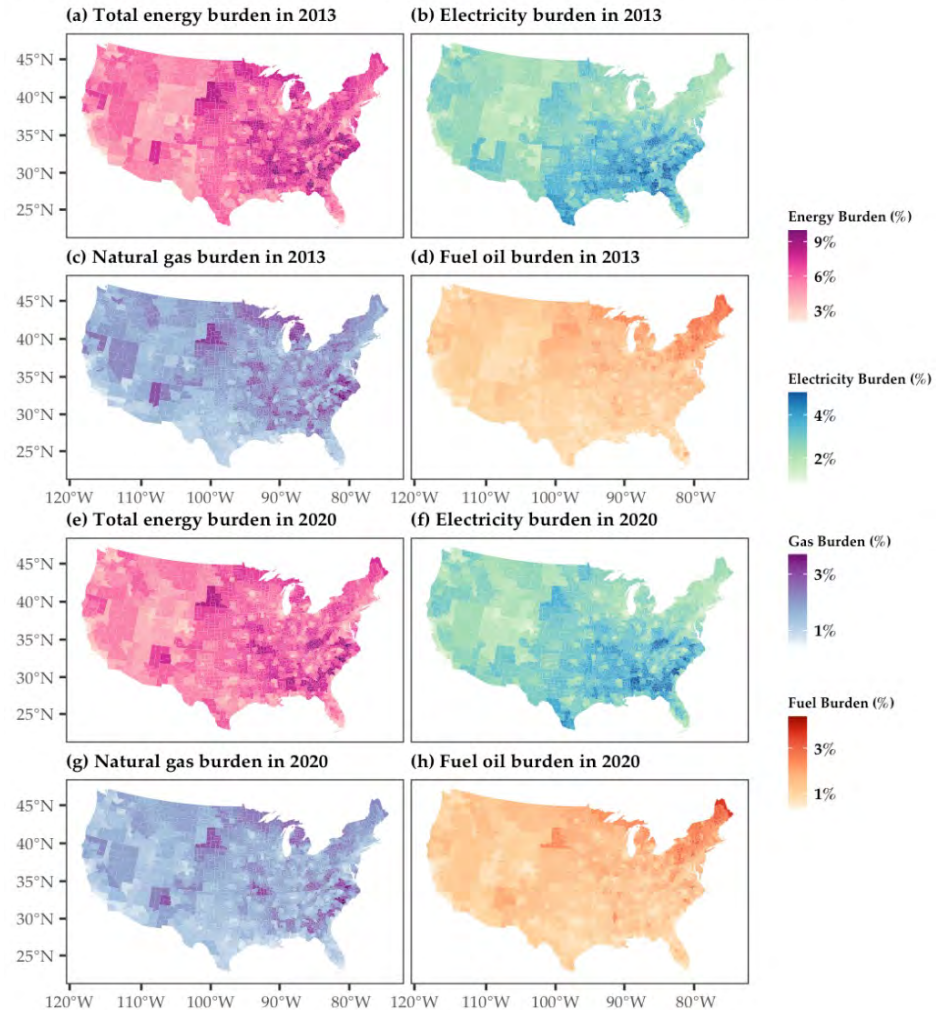 (a) Total energy burden in 2013
(b) Electricity burden in 2013
45°N
40°N
35°N
30°N
25°N
(c) Natural gas burden in 2013
(d) Fuel oil burden in 2013
45°N
40°N
35°N
30°N
25°N
120°W 110°W 100°W 90°W 80°W
120°W 110°W 100°W 90°W 80°W
(e) Total energy burden in 2020
(f) Electricity burden in 2020
45°N
40°N
35°N
30°N
25°N
(g) Natural gas burden in 2020
(h) Fuel oil burden in 2020
45°N
40°N
35°N
30°N
25°N
120°W 110°W 100°W 90°W 80°W
120°W 110°W 100°W 90°W 80°W
Energy Burden (%)
9%
6%
3%
Electricity Burden (%)
4%
2%
Gas Burden (%)
3%
1%
Fuel Burden (%)
3%
1%